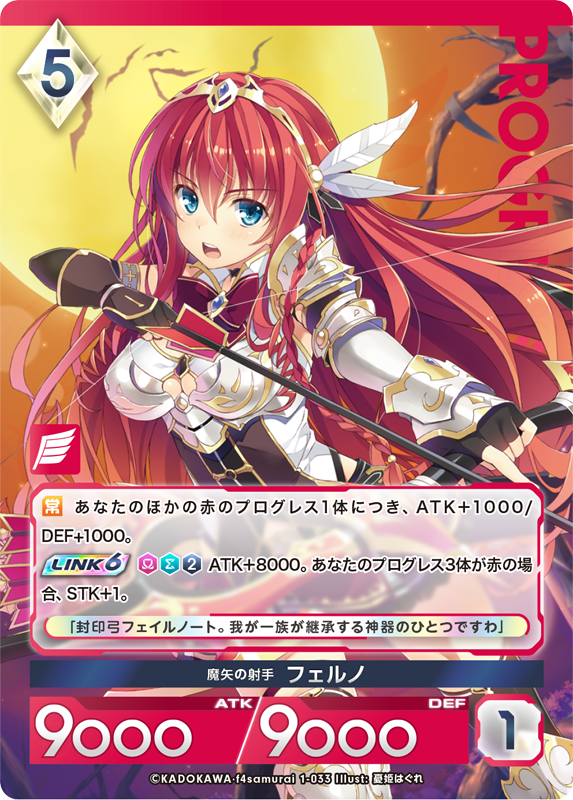 5
PROGR
常 あなたのほかの赤のプログレス1体につき、ATK+1000/
DEF+1000。
LINK 6 Ω Σ 2 ATK+8000。あなたのプログレス3体が赤の場
合、STK+1。
「封印弓フェイルノート。我が一族が継承する神器のひとつですわ」
魔矢の射手 フェルノ
ATK DEF
9000 9000 1
©KADOKAWA·f4samurai 1-033 Illust: 憂姫はぐれ